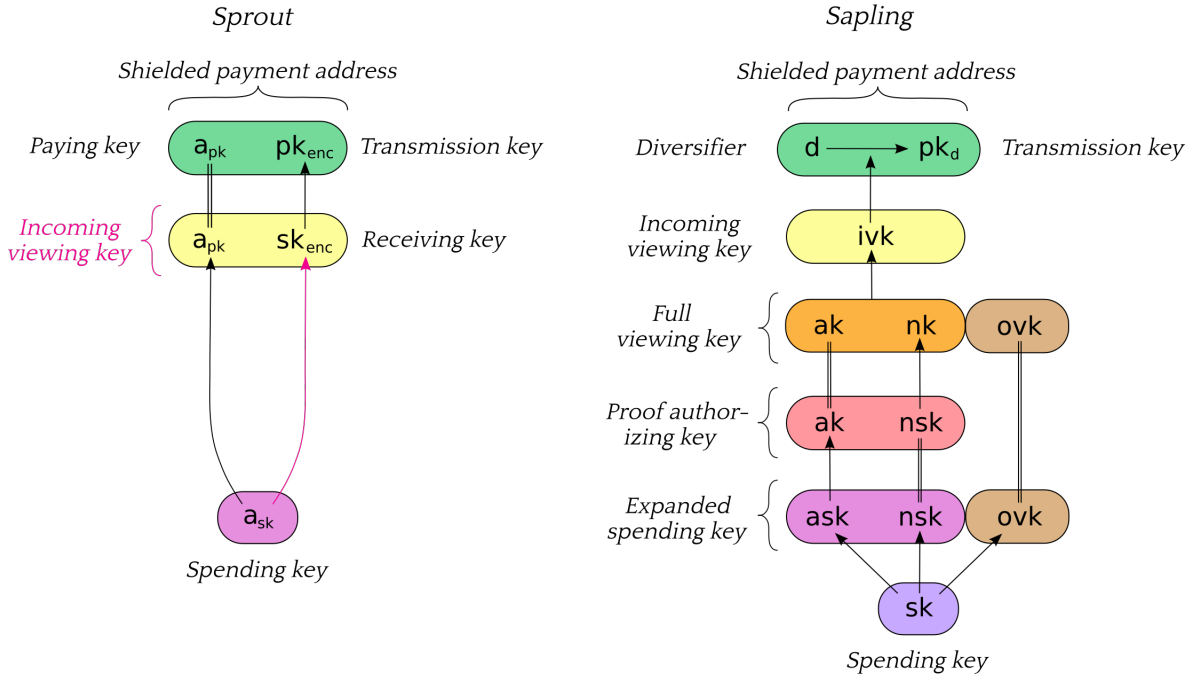 Sprout
Shielded payment address
Paying key
a_pk
pk_enc
Transmission key
Incoming
viewing key
a_pk
sk_enc
Receiving key
a_sk
Spending key
Sapling
Shielded payment address
Diversifier
d
pk_d
Transmission key
Incoming
viewing key
ivk
Full
viewing key
ak
nk
ovk
Proof author-
izing key
ak
nsk
Expanded
spending key
ask
nsk
ovk
sk
Spending key